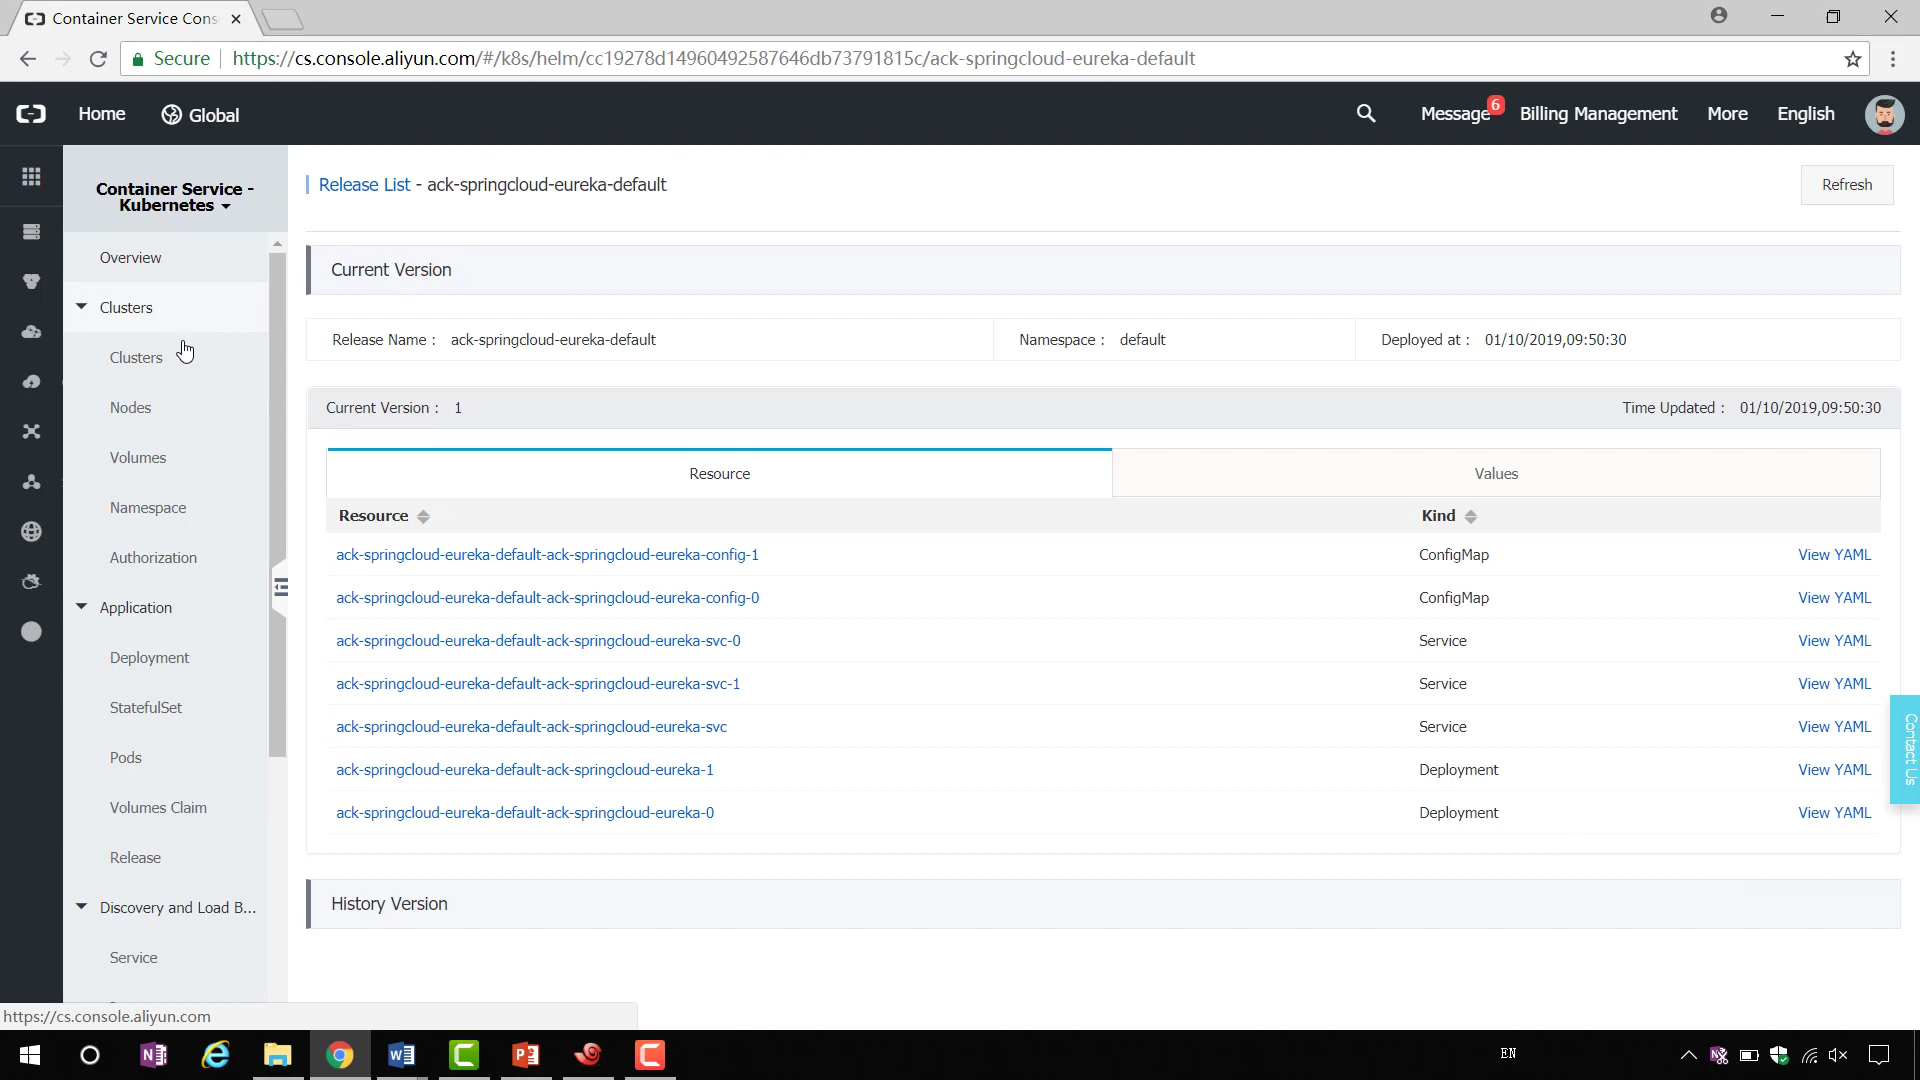 Container Service Cons
Secure
https://cs.console.aliyun.com/#/k8s/helm/cc19278d14960492587646db73791815c/ack-springcloud-eureka-default
Home
Global
Message
6
Billing Management
More
English
Container Service -
Kubernetes
Overview
Clusters
Clusters
Nodes
Volumes
Namespace
Authorization
Application
Deployment
StatefulSet
Pods
Volumes Claim
Release
Discovery and Load B...
Service
Release List - ack-springcloud-eureka-default
Refresh
Current Version
Release Name : ack-springcloud-eureka-default
Namespace : default
Deployed at : 01/10/2019,09:50:30
Current Version : 1
Time Updated : 01/10/2019,09:50:30
Resource
Values
Resource
Kind
ack-springcloud-eureka-default-ack-springcloud-eureka-config-1 ConfigMap View YAML
ack-springcloud-eureka-default-ack-springcloud-eureka-config-0 ConfigMap View YAML
ack-springcloud-eureka-default-ack-springcloud-eureka-svc-0 Service View YAML
ack-springcloud-eureka-default-ack-springcloud-eureka-svc-1 Service View YAML
ack-springcloud-eureka-default-ack-springcloud-eureka-svc Service View YAML
ack-springcloud-eureka-default-ack-springcloud-eureka-1 Deployment View YAML
ack-springcloud-eureka-default-ack-springcloud-eureka-0 Deployment View YAML
History Version
Contact Us
https://cs.console.aliyun.com
EN